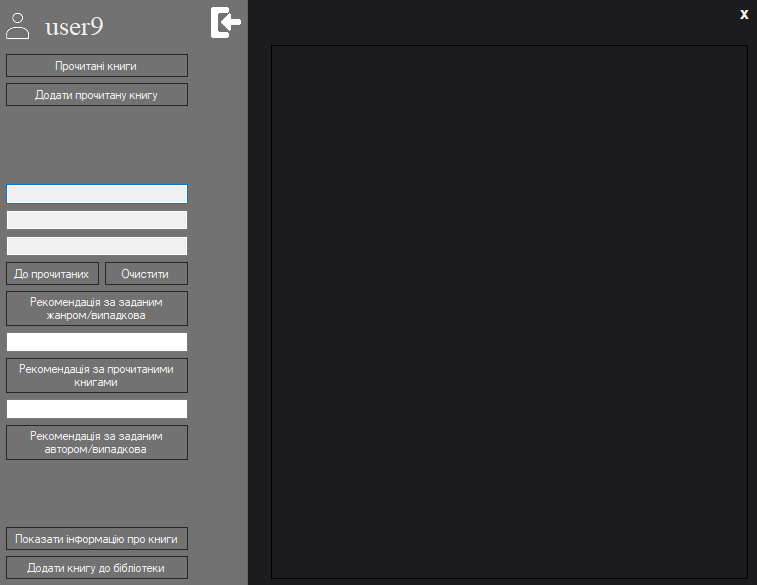 user9
x
Прочитані книги
Додати прочитану книгу
До прочитаних
Очистити
Рекомендація за заданим
жанром/випадкова
Рекомендація за прочитаними
книгами
Рекомендація за заданим
автором/випадкова
Показати інформацію про книги
Додати книгу до бібліотеки